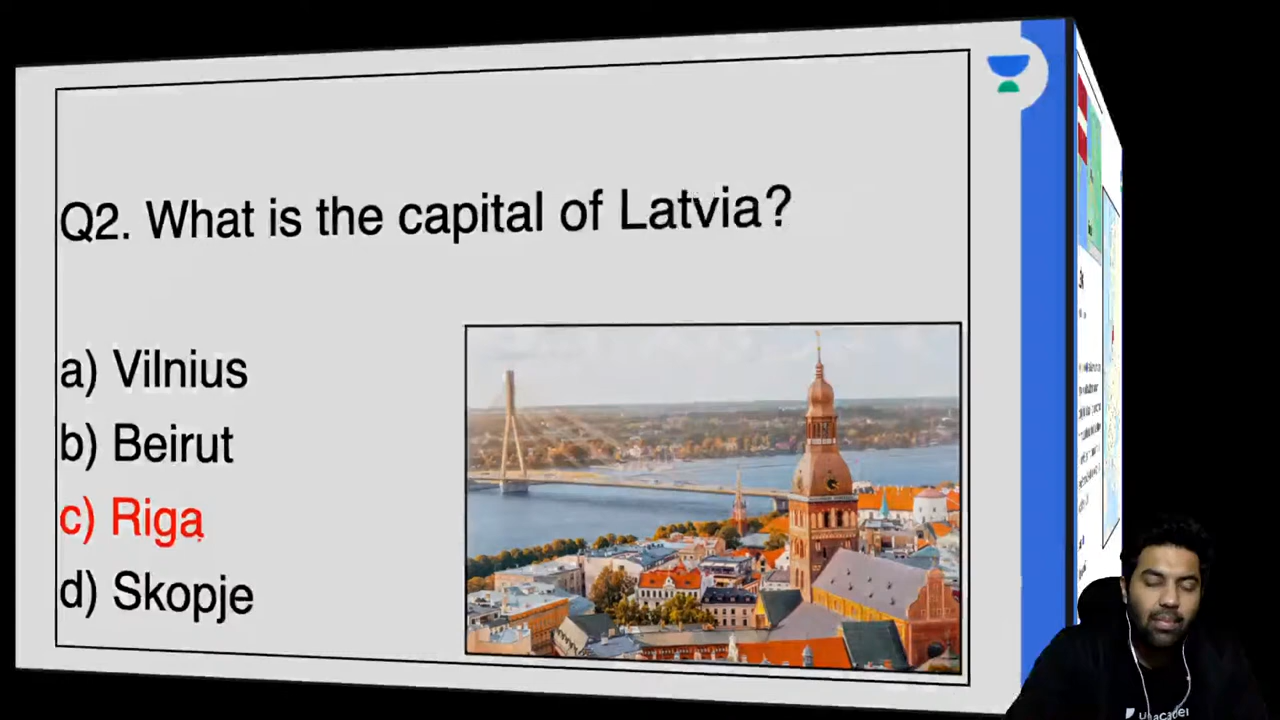 Q2. What is the capital of Latvia?
a) Vilnius
b) Beirut
c) Riga
d) Skopje